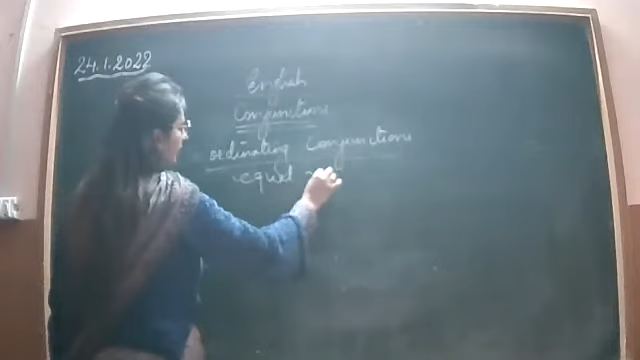 24.1.2022
English
Conjunctions
ordinating conjunctions
equal